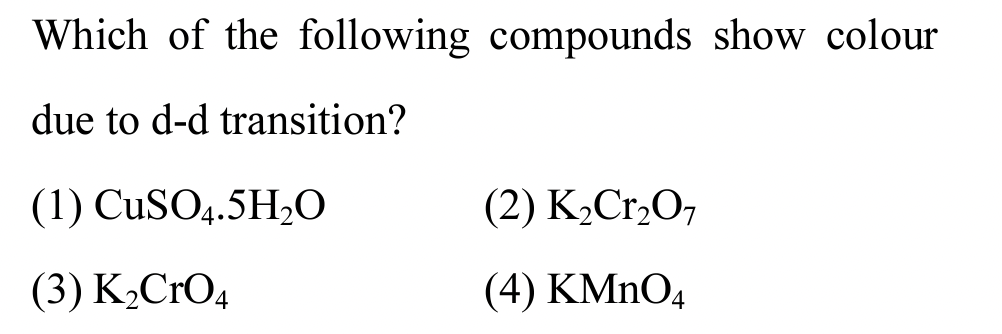 Which of the following compounds show colour
due to d-d transition?
(1) CuSO₄.5H₂O (2) K₂Cr₂O₇
(3) K₂CrO₄ (4) KMnO₄